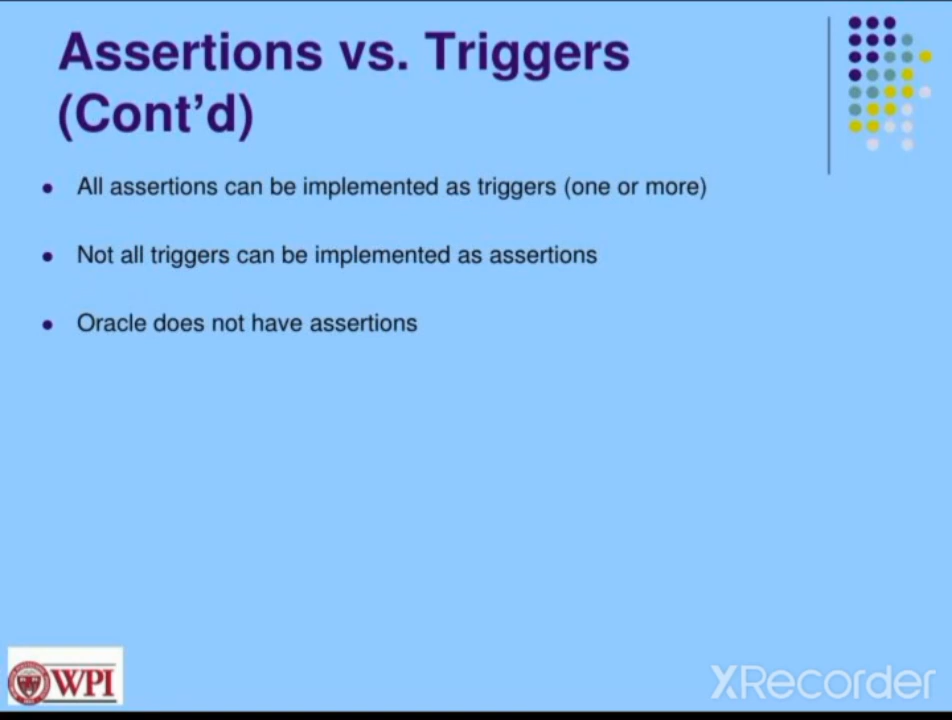 Assertions vs. Triggers
(Cont'd)
All assertions can be implemented as triggers (one or more)
Not all triggers can be implemented as assertions
Oracle does not have assertions
WPI
XRecorder